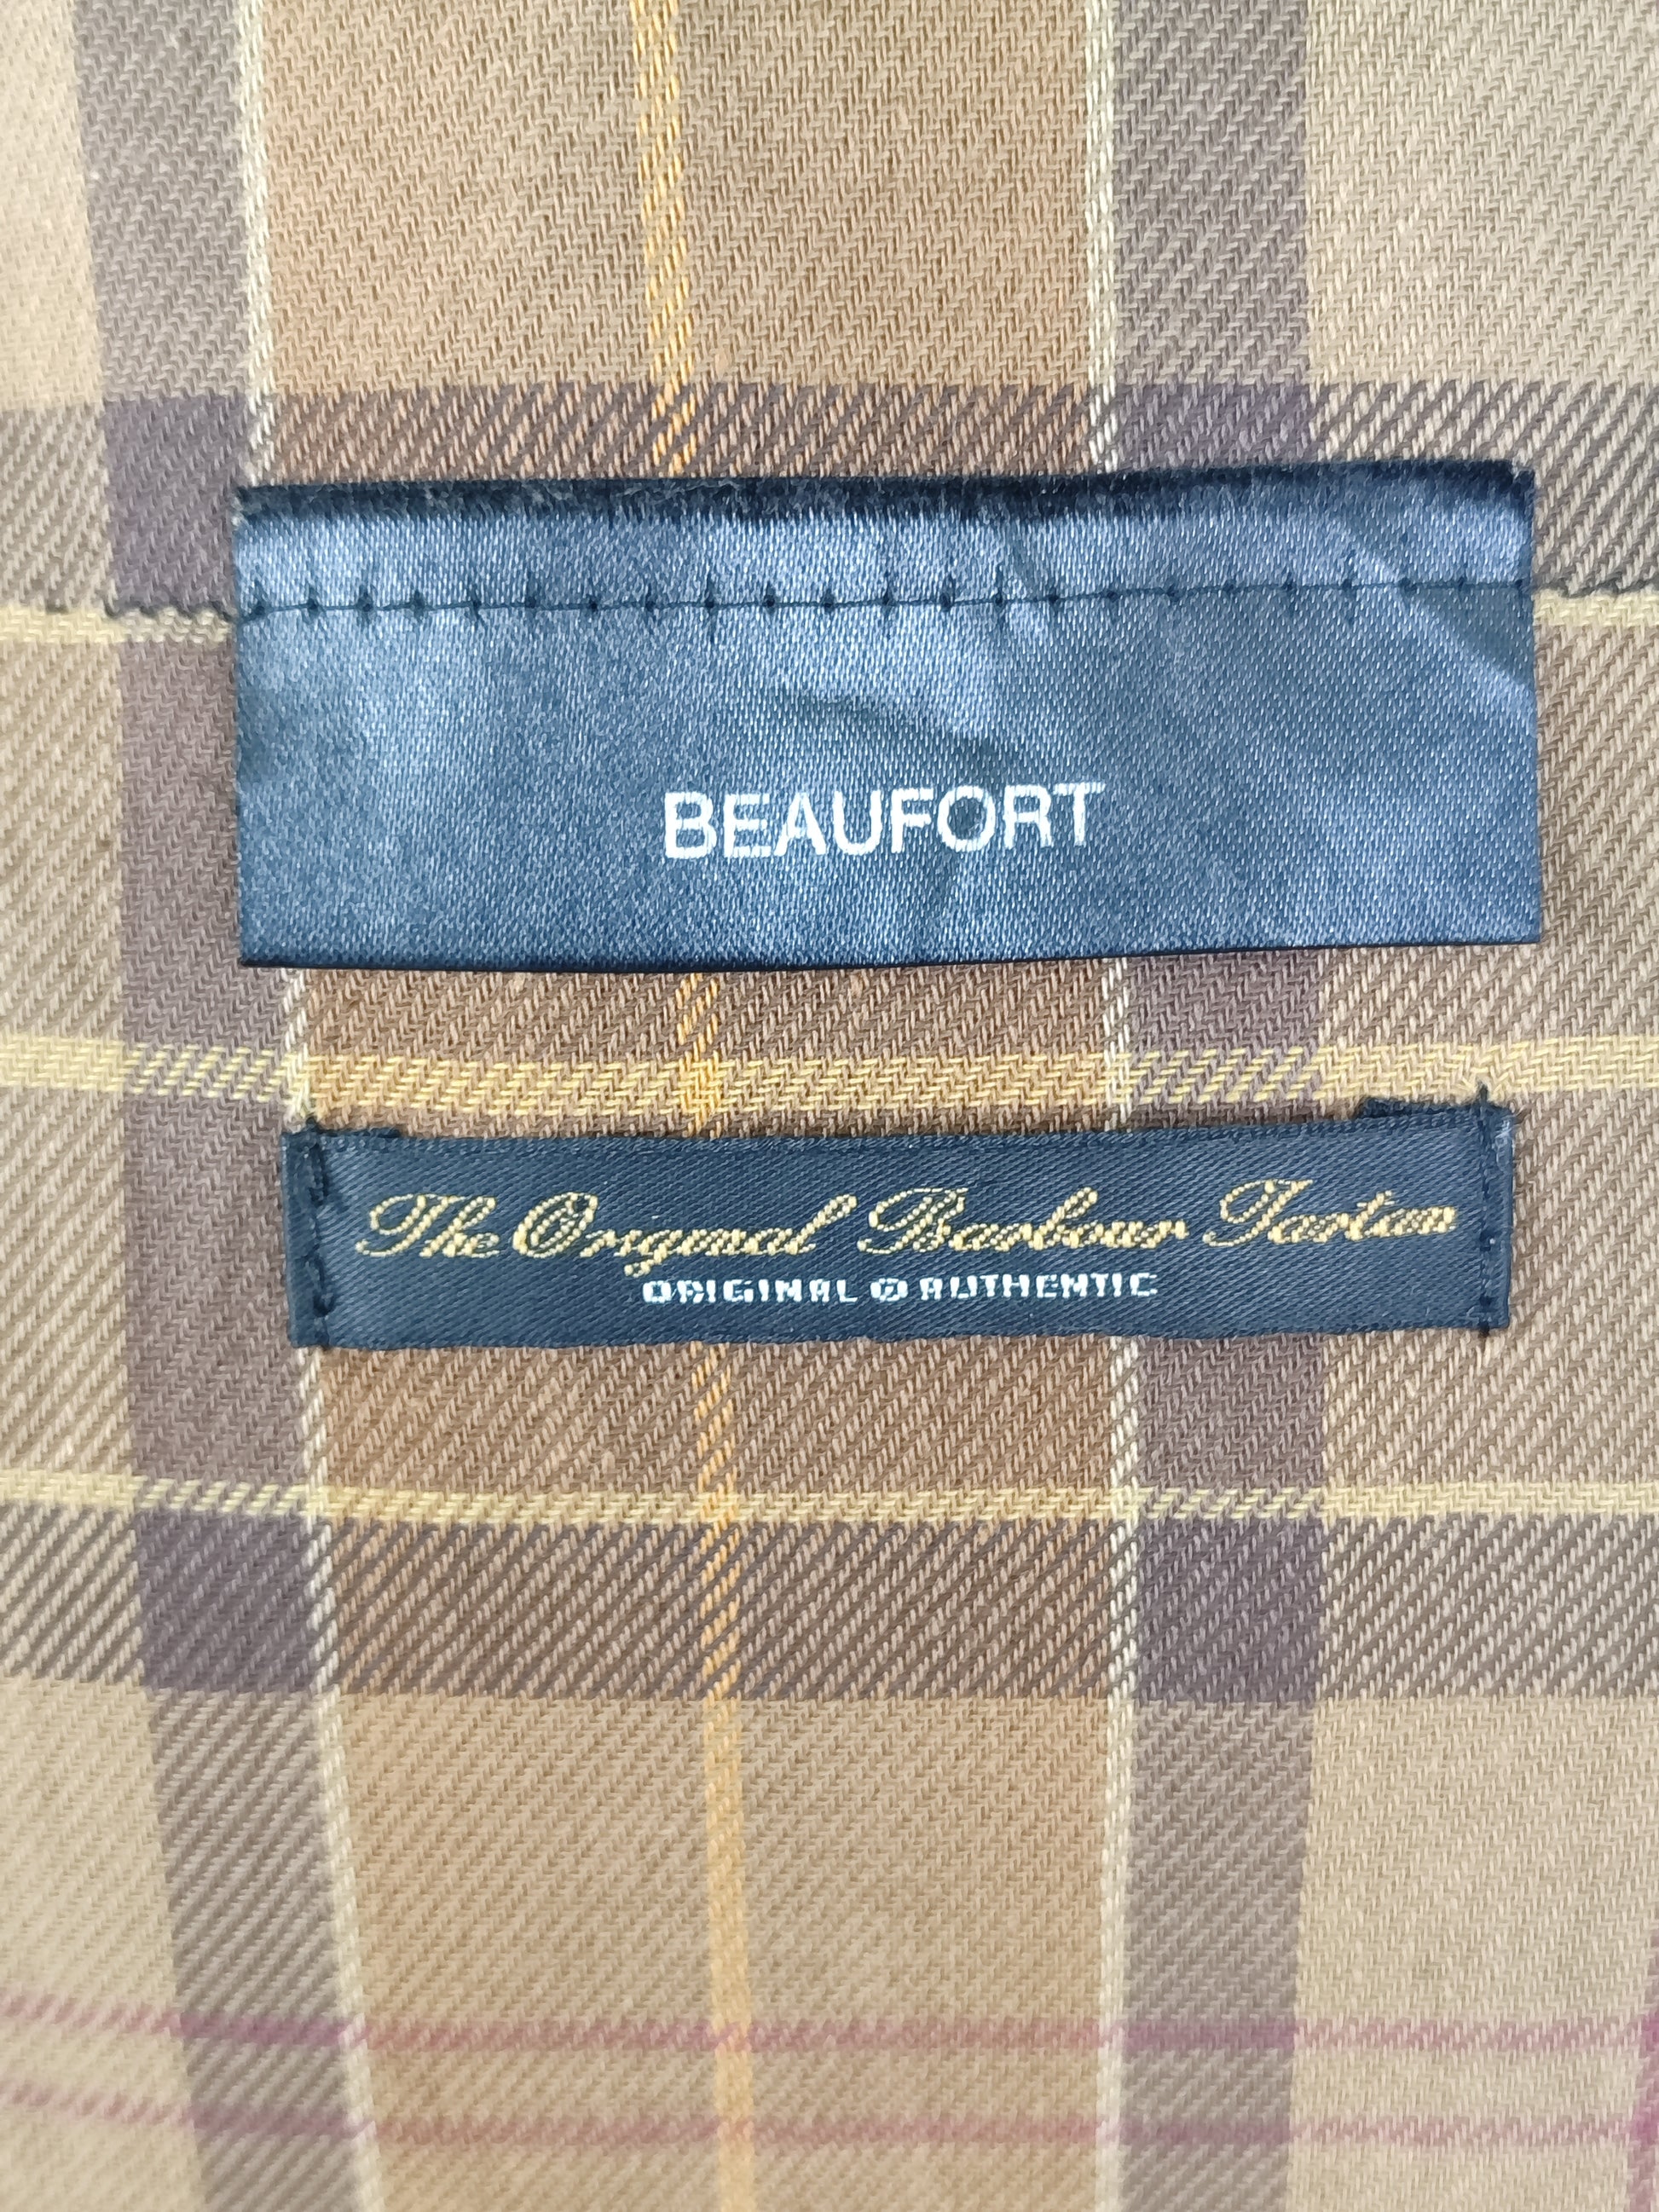 BEAUFORT
The Original Barbour Tartan
ORIGINAL @ AUTHENTIC